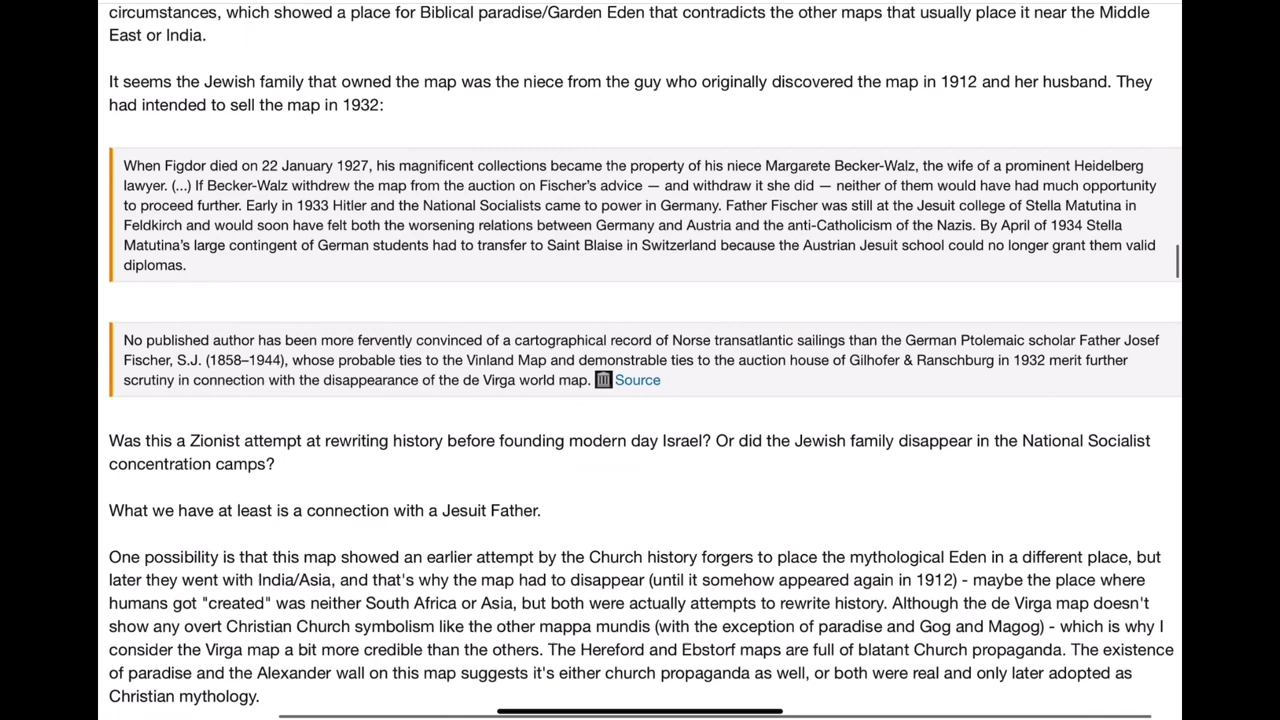 circumstances, which showed a place for Biblical paradise/Garden Eden that contradicts the other maps that usually place it near the Middle
East or India.
It seems the Jewish family that owned the map was the niece from the guy who originally discovered the map in 1912 and her husband. They
had intended to sell the map in 1932:
When Figdor died on 22 January 1927, his magnificent collections became the property of his niece Margarete Becker-Walz, the wife of a prominent Heidelberg
lawyer. (...) If Becker-Walz withdrew the map from the auction on Fischer's advice — and withdraw it she did — neither of them would have had much opportunity
to proceed further. Early in 1933 Hitler and the National Socialists came to power in Germany. Father Fischer was still at the Jesuit college of Stella Matutina in
Feldkirch and would soon have felt both the worsening relations between Germany and Austria and the anti-Catholicism of the Nazis. By April of 1934 Stella
Matutina's large contingent of German students had to transfer to Saint Blaise in Switzerland because the Austrian Jesuit school could no longer grant them valid
diplomas.
No published author has been more fervently convinced of a cartographical record of Norse transatlantic sailings than the German Ptolemaic scholar Father Josef
Fischer, S.J. (1858–1944), whose probable ties to the Vinland Map and demonstrable ties to the auction house of Gilhofer & Ranschburg in 1932 merit further
scrutiny in connection with the disappearance of the de Virga world map. Source
Was this a Zionist attempt at rewriting history before founding modern day Israel? Or did the Jewish family disappear in the National Socialist
concentration camps?
What we have at least is a connection with a Jesuit Father.
One possibility is that this map showed an earlier attempt by the Church history forgers to place the mythological Eden in a different place, but
later they went with India/Asia, and that's why the map had to disappear (until it somehow appeared again in 1912) - maybe the place where
humans got "created" was neither South Africa or Asia, but both were actually attempts to rewrite history. Although the de Virga map doesn't
show any overt Christian Church symbolism like the other mappa mundis (with the exception of paradise and Gog and Magog) - which is why I
consider the Virga map a bit more credible than the others. The Hereford and Ebstorf maps are full of blatant Church propaganda. The existence
of paradise and the Alexander wall on this map suggests it's either church propaganda as well, or both were real and only later adopted as
Christian mythology.